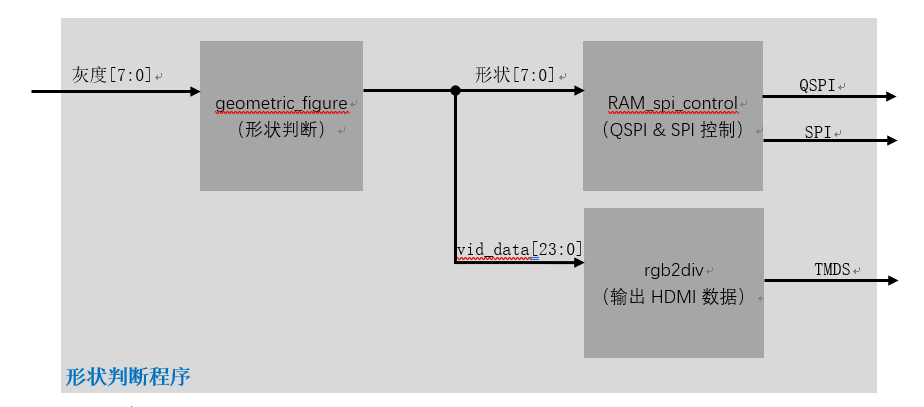 灰度[7:0]
geometric_figure
(形状判断)
形状[7:0]
RAM_spi_control
(QSPI & SPI 控制)
QSPI
SPI
vid_data[23:0]
rgb2div
(输出 HDMI 数据)
TMDS
形状判断程序